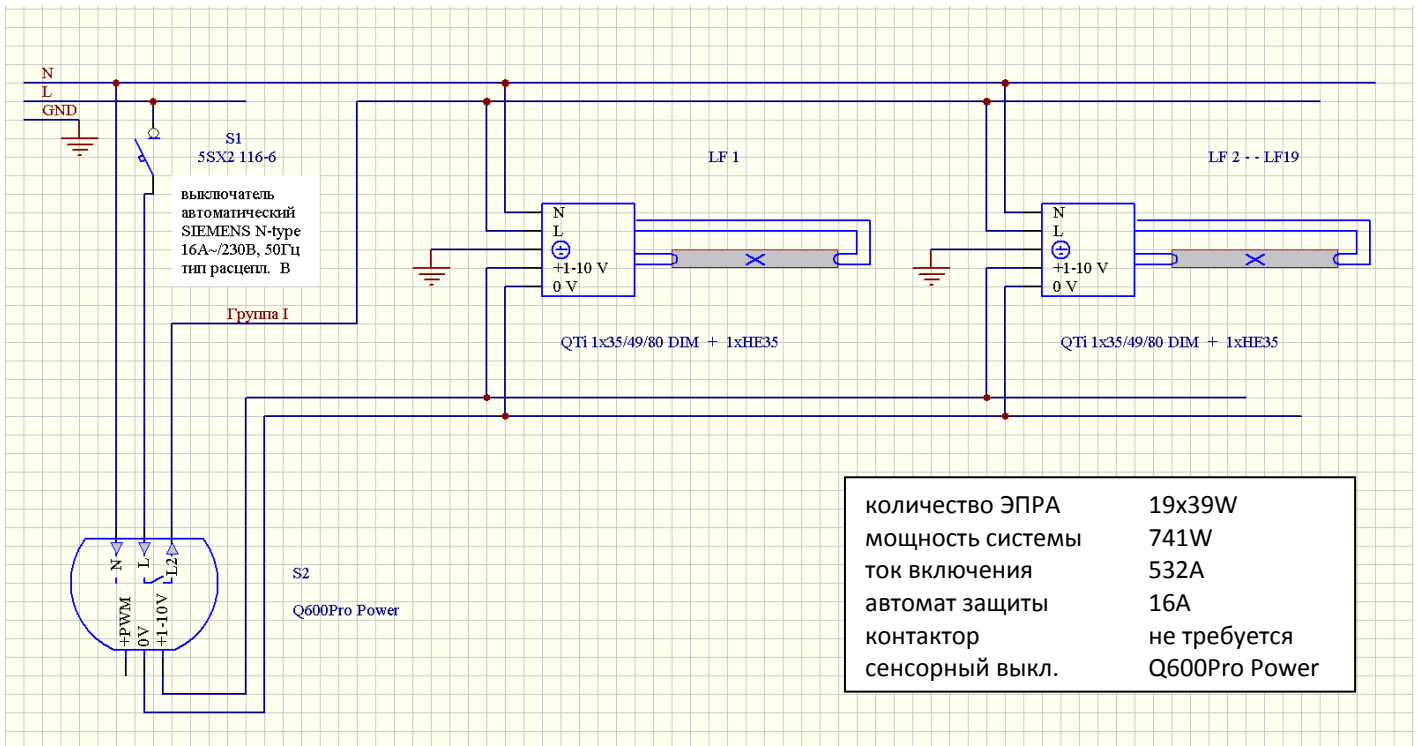 N
L
GND
S1
5SX2 116-6
выключатель
автоматический
SIEMENS N-type
16А~/230В, 50Гц
тип расцепл. В
Группа I
LF 1
N
L
+1-10 V
0 V
QTi 1x35/49/80 DIM + 1xHE35
LF 2 - - LF19
N
L
+1-10 V
0 V
QTi 1x35/49/80 DIM + 1xHE35
N
L
L2
+PWM
0V
+1-10V
S2
Q600Pro Power
количество ЭПРА 19x39W
мощность системы 741W
ток включения 532А
автомат защиты 16А
контактор не требуется
сенсорный выкл. Q600Pro Power